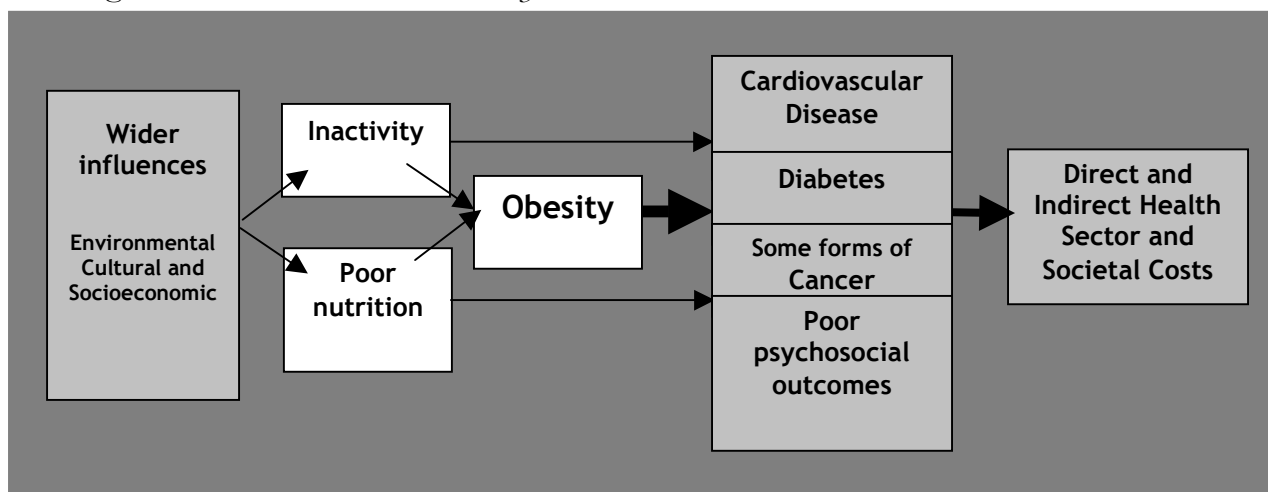 Wider
influences
Environmental
Cultural and
Socioeconomic
Inactivity
Poor
nutrition
Obesity
Cardiovascular
Disease
Diabetes
Some forms of
Cancer
Poor
psychosocial
outcomes
Direct and
Indirect Health
Sector and
Societal Costs